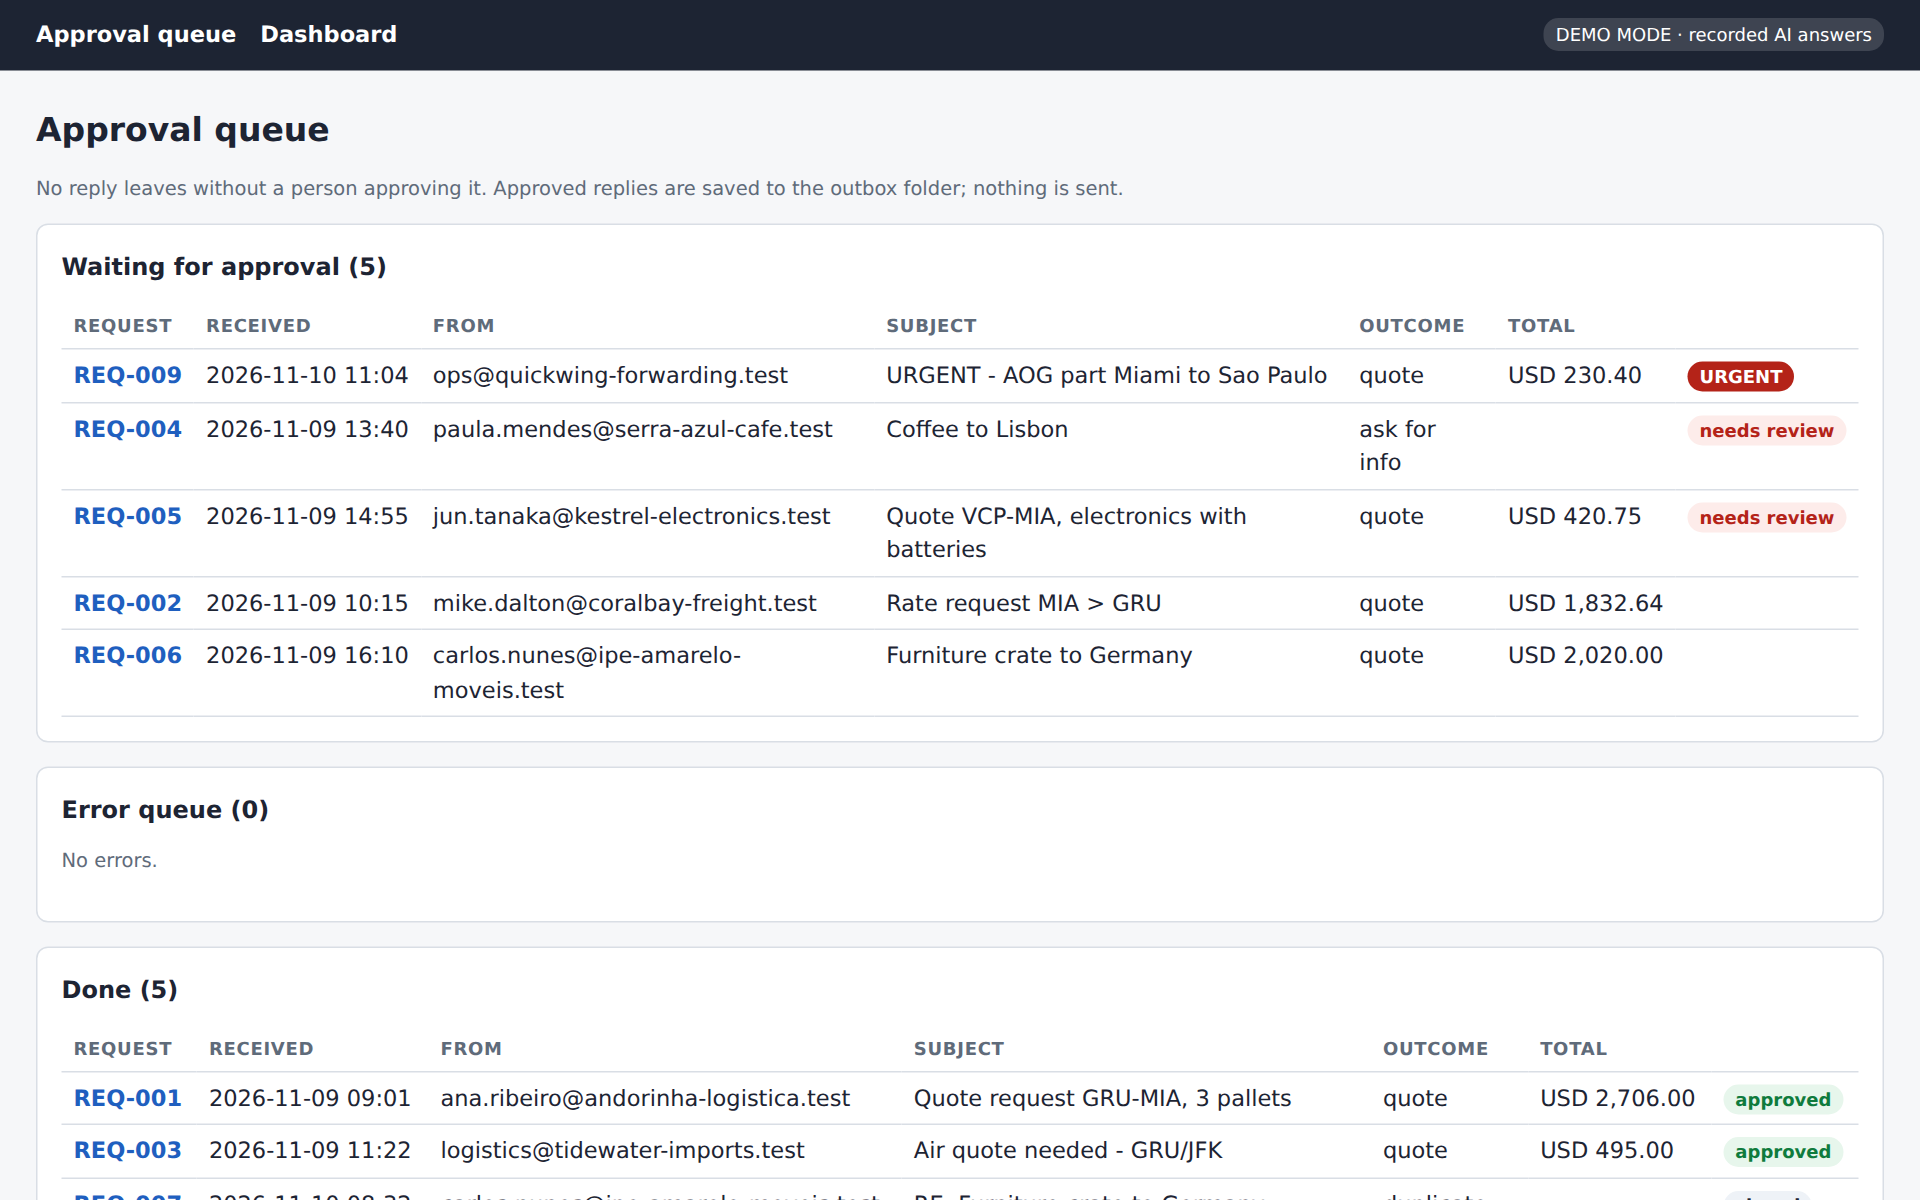 Approval queue Dashboard DEMO MODE · recorded AI answers
Approval queue
No reply leaves without a person approving it. Approved replies are saved to the outbox folder; nothing is sent.
Waiting for approval (5)
REQUEST RECEIVED FROM SUBJECT OUTCOME TOTAL
REQ-009 2026-11-10 11:04 ops@quickwing-forwarding.test URGENT - AOG part Miami to Sao Paulo quote USD 230.40 URGENT
REQ-004 2026-11-09 13:40 paula.mendes@serra-azul-cafe.test Coffee to Lisbon ask for needs review
info
REQ-005 2026-11-09 14:55 jun.tanaka@kestrel-electronics.test Quote VCP-MIA, electronics with quote USD 420.75 needs review
batteries
REQ-002 2026-11-09 10:15 mike.dalton@coralbay-freight.test Rate request MIA > GRU quote USD 1,832.64
REQ-006 2026-11-09 16:10 carlos.nunes@ipe-amarelo- Furniture crate to Germany quote USD 2,020.00
moveis.test
Error queue (0)
No errors.
Done (5)
REQUEST RECEIVED FROM SUBJECT OUTCOME TOTAL
REQ-001 2026-11-09 09:01 ana.ribeiro@andorinha-logistica.test Quote request GRU-MIA, 3 pallets quote USD 2,706.00 approved
REQ-003 2026-11-09 11:22 logistics@tidewater-imports.test Air quote needed - GRU/JFK quote USD 495.00 approved